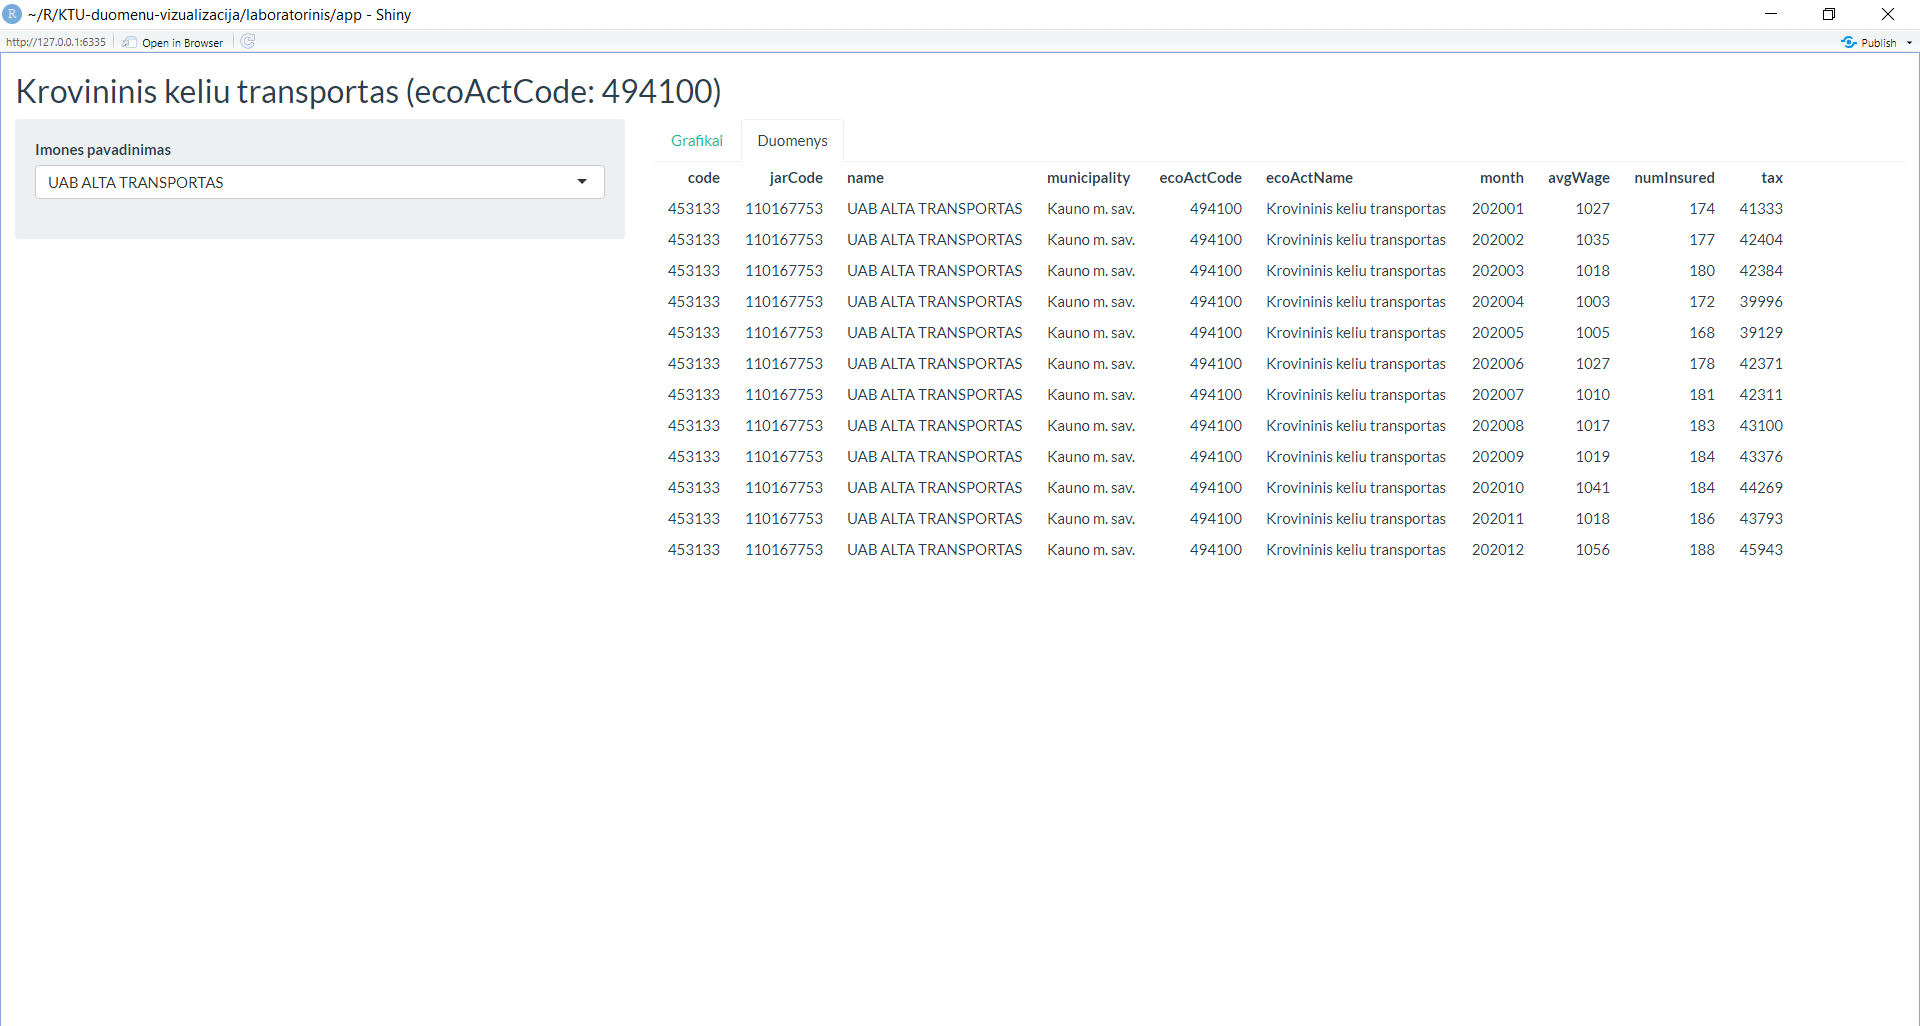 R ~/R/KTU-duomenu-vizualizacija/laboratorinis/app - Shiny
http://127.0.0.1:6335 Open in Browser Publish
Krovininis keliu transportas (ecoActCode: 494100)
Imones pavadinimas
UAB ALTA TRANSPORTAS
Grafikai Duomenys
code jarCode name municipality ecoActCode ecoActName month avgWage numInsured tax
453133 110167753 UAB ALTA TRANSPORTAS Kauno m. sav. 494100 Krovininis keliu transportas 202001 1027 174 41333
453133 110167753 UAB ALTA TRANSPORTAS Kauno m. sav. 494100 Krovininis keliu transportas 202002 1035 177 42404
453133 110167753 UAB ALTA TRANSPORTAS Kauno m. sav. 494100 Krovininis keliu transportas 202003 1018 180 42384
453133 110167753 UAB ALTA TRANSPORTAS Kauno m. sav. 494100 Krovininis keliu transportas 202004 1003 172 39996
453133 110167753 UAB ALTA TRANSPORTAS Kauno m. sav. 494100 Krovininis keliu transportas 202005 1005 168 39129
453133 110167753 UAB ALTA TRANSPORTAS Kauno m. sav. 494100 Krovininis keliu transportas 202006 1027 178 42371
453133 110167753 UAB ALTA TRANSPORTAS Kauno m. sav. 494100 Krovininis keliu transportas 202007 1010 181 42311
453133 110167753 UAB ALTA TRANSPORTAS Kauno m. sav. 494100 Krovininis keliu transportas 202008 1017 183 43100
453133 110167753 UAB ALTA TRANSPORTAS Kauno m. sav. 494100 Krovininis keliu transportas 202009 1019 184 43376
453133 110167753 UAB ALTA TRANSPORTAS Kauno m. sav. 494100 Krovininis keliu transportas 202010 1041 184 44269
453133 110167753 UAB ALTA TRANSPORTAS Kauno m. sav. 494100 Krovininis keliu transportas 202011 1018 186 43793
453133 110167753 UAB ALTA TRANSPORTAS Kauno m. sav. 494100 Krovininis keliu transportas 202012 1056 188 45943